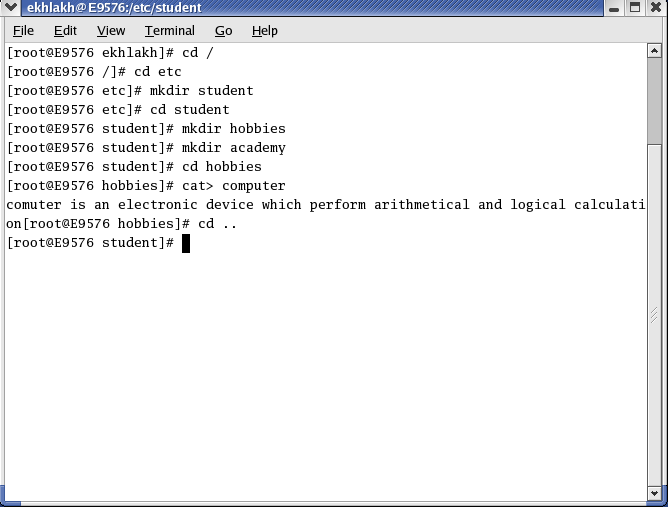 ekhlakh@E9576:/etc/student
File Edit View Terminal Go Help
[root@E9576 ekhlakh]# cd /
[root@E9576 /]# cd etc
[root@E9576 etc]# mkdir student
[root@E9576 etc]# cd student
[root@E9576 student]# mkdir hobbies
[root@E9576 student]# mkdir academy
[root@E9576 student]# cd hobbies
[root@E9576 hobbies]# cat> computer
comuter is an electronic device which perform arithmetical and logical calculati
on[root@E9576 hobbies]# cd ..
[root@E9576 student]#